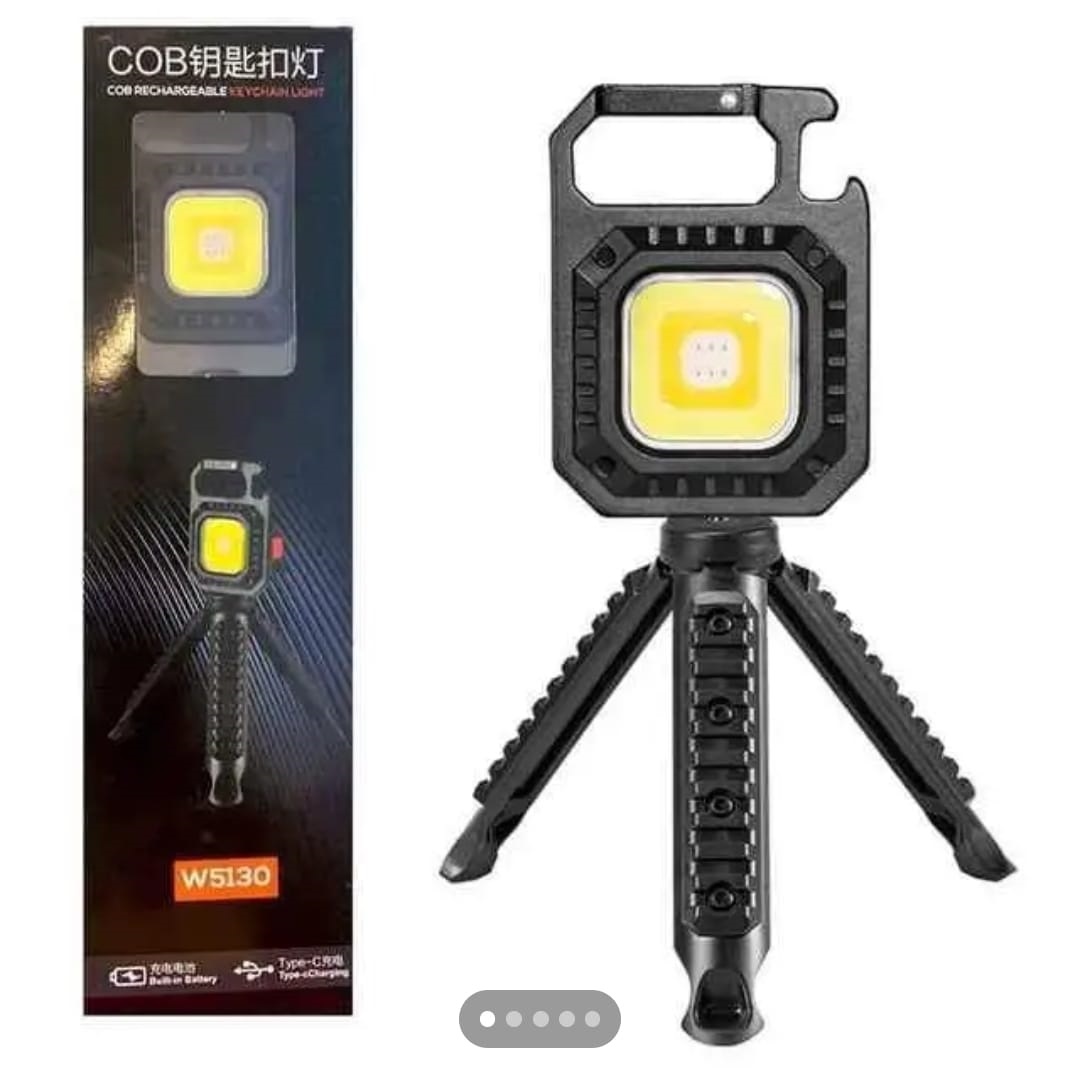 COB钥匙扣灯
COB RECHARGEABLE KEYCHAIN LIGHT
W5130
充电电池
Built-in Battery
Type-C充电
Type-cCharging